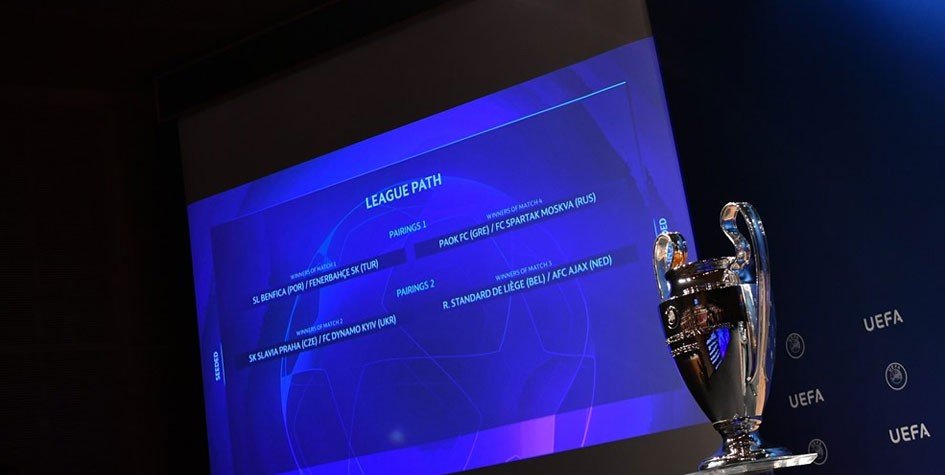 LEAGUE PATH
PAIRINGS 1
WINNERS OF MATCH 1
SL BENFICA (POR) / FENERBAHÇE SK (TUR)
WINNERS OF MATCH 4
PAOK FC (GRE) / FC SPARTAK MOSKVA (RUS)
PAIRINGS 2
WINNERS OF MATCH 2
SK SLAVIA PRAHA (CZE) / FC DYNAMO KYIV (UKR)
WINNERS OF MATCH 3
R. STANDARD DE LIÈGE (BEL) / AFC AJAX (NED)
SEEDED
UEFA
UEFA
UEFA